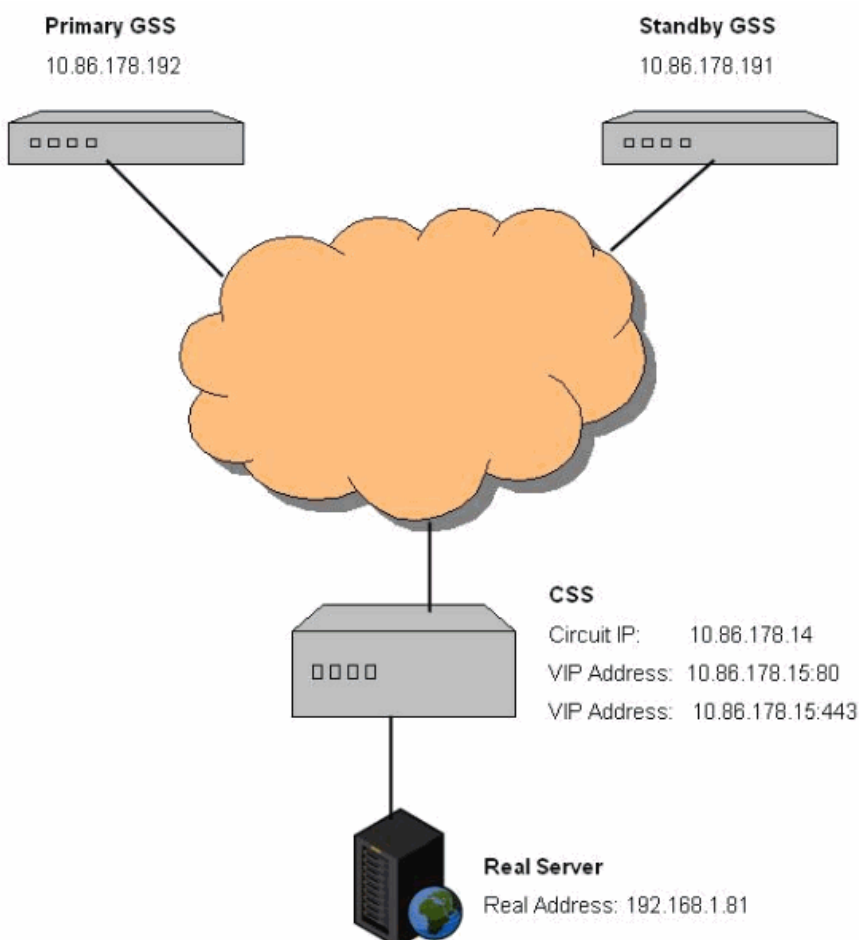 Primary GSS
10.86.178.192
Standby GSS
10.86.178.191
CSS
Circuit IP: 10.86.178.14
VIP Address: 10.86.178.15:80
VIP Address: 10.86.178.15:443
Real Server
Real Address: 192.168.1.81